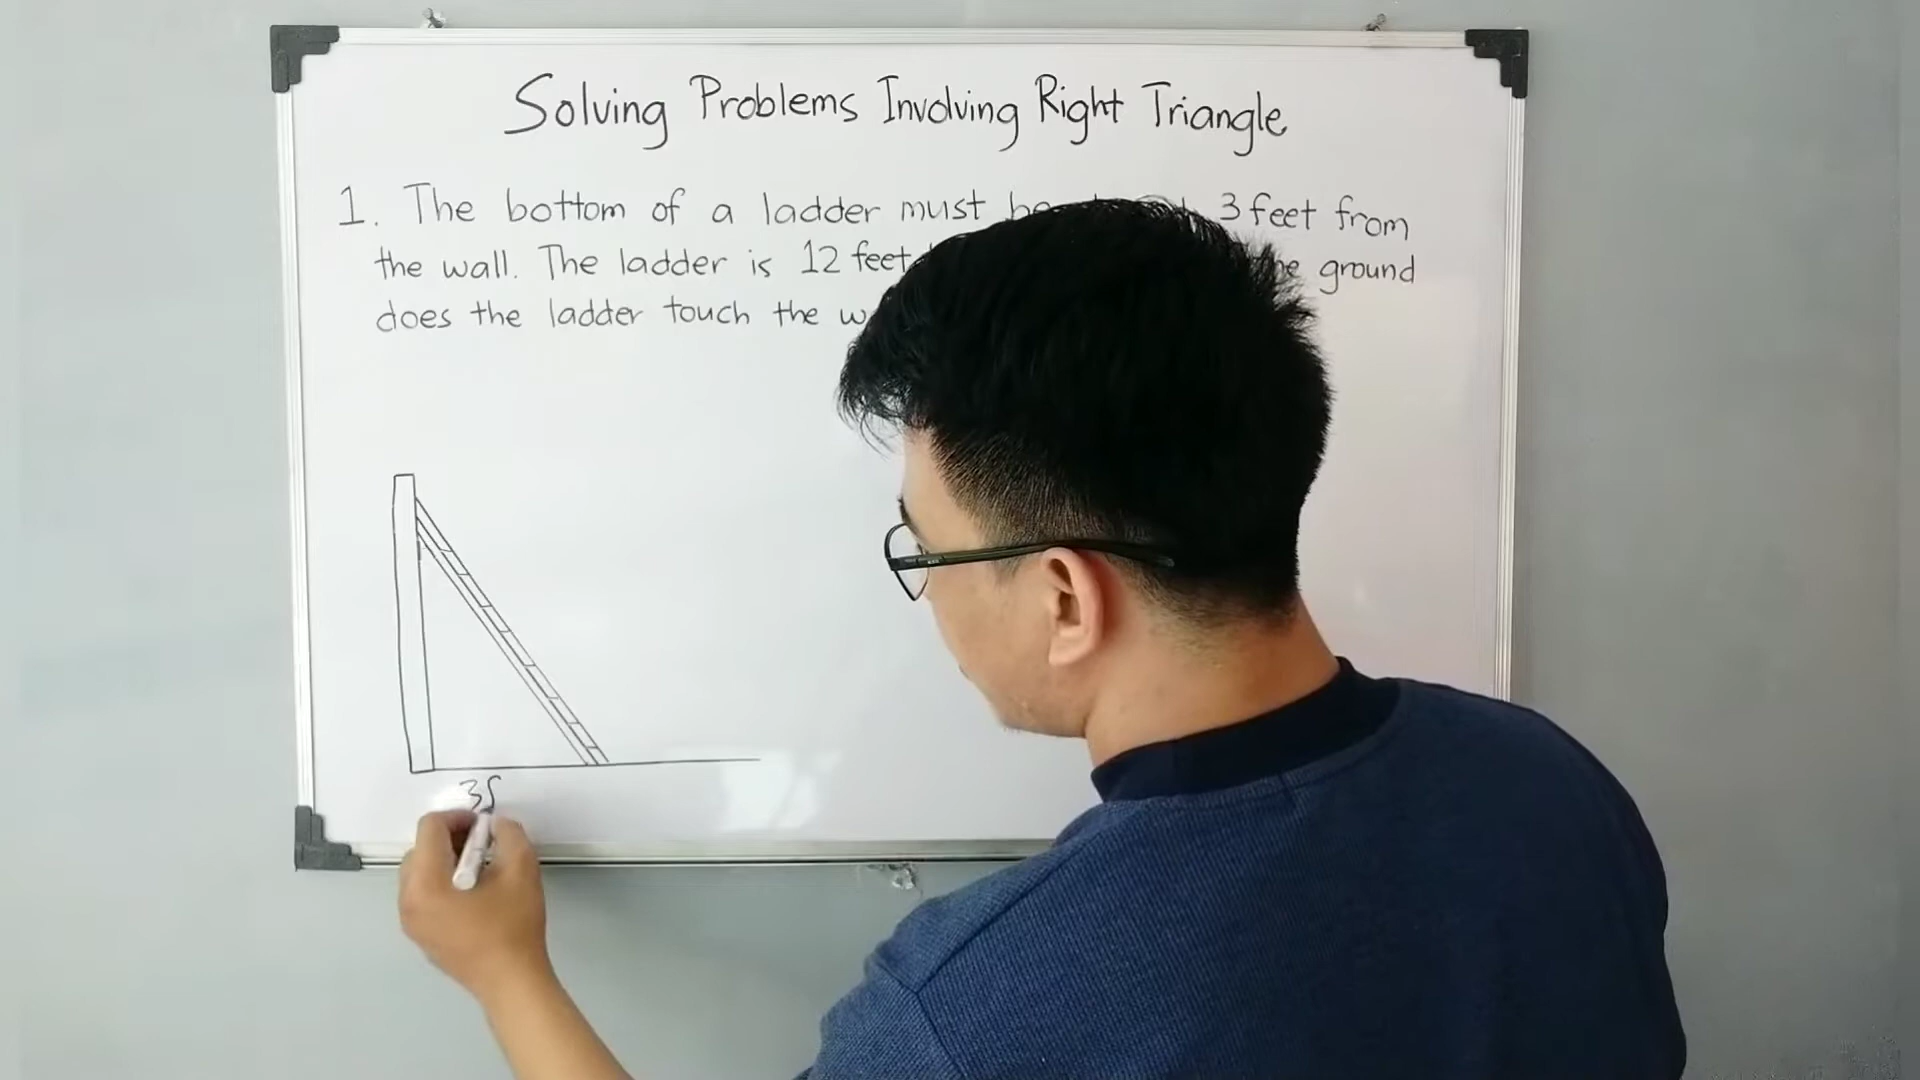 Solving Problems Involving Right Triangle
1. The bottom of a ladder must be 3 feet from
the wall. The ladder is 12 feet ground
does the ladder touch the
3